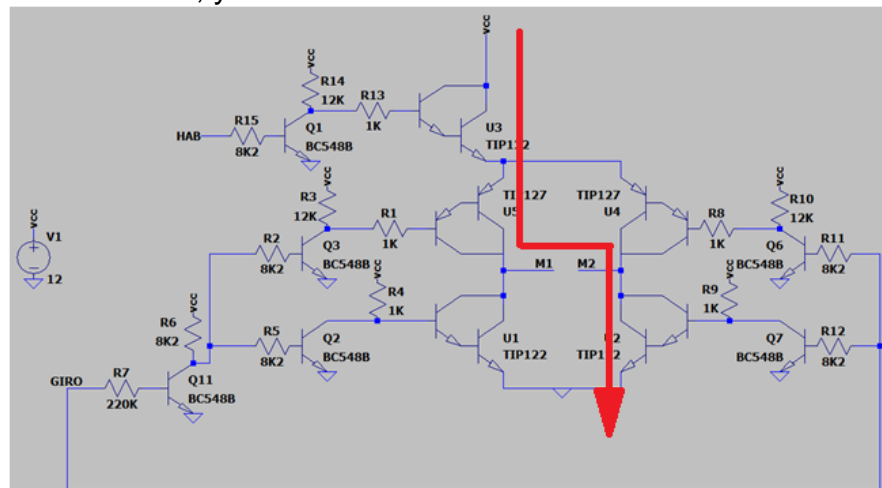 vcc
vcc
R14
12K
R13
1K
R15
HAB
8K2
Q1
BC548B
U3
vcc
R3
12K
R1
1K
TIP127
U4
vcc
R10
12K
R8
1K
vcc
V1
12
R2
8K2
Q3
BC548B
vcc
R4
1K
M1
M2
vcc
R9
1K
Q6
BC548B
R11
8K2
vcc
R6
8K2
R5
8K2
Q2
BC548B
U1
TIP122
Q7
BC548B
R12
8K2
GIRO
R7
220K
Q11
BC548B